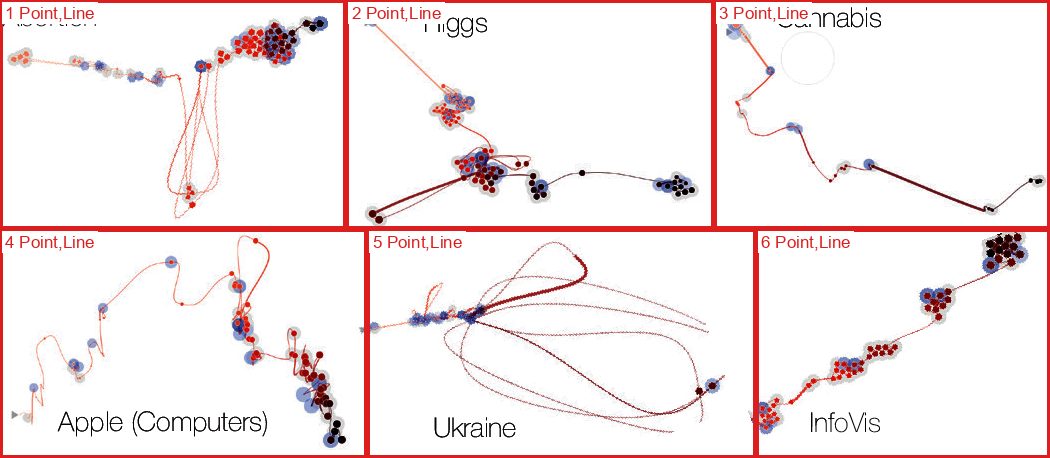 1 Point,Line
Abortion
2 Point,Line
Higgs
3 Point,Line
Cannabis
4 Point,Line
Apple (Computers)
5 Point,Line
Ukraine
6 Point,Line
InfoVis